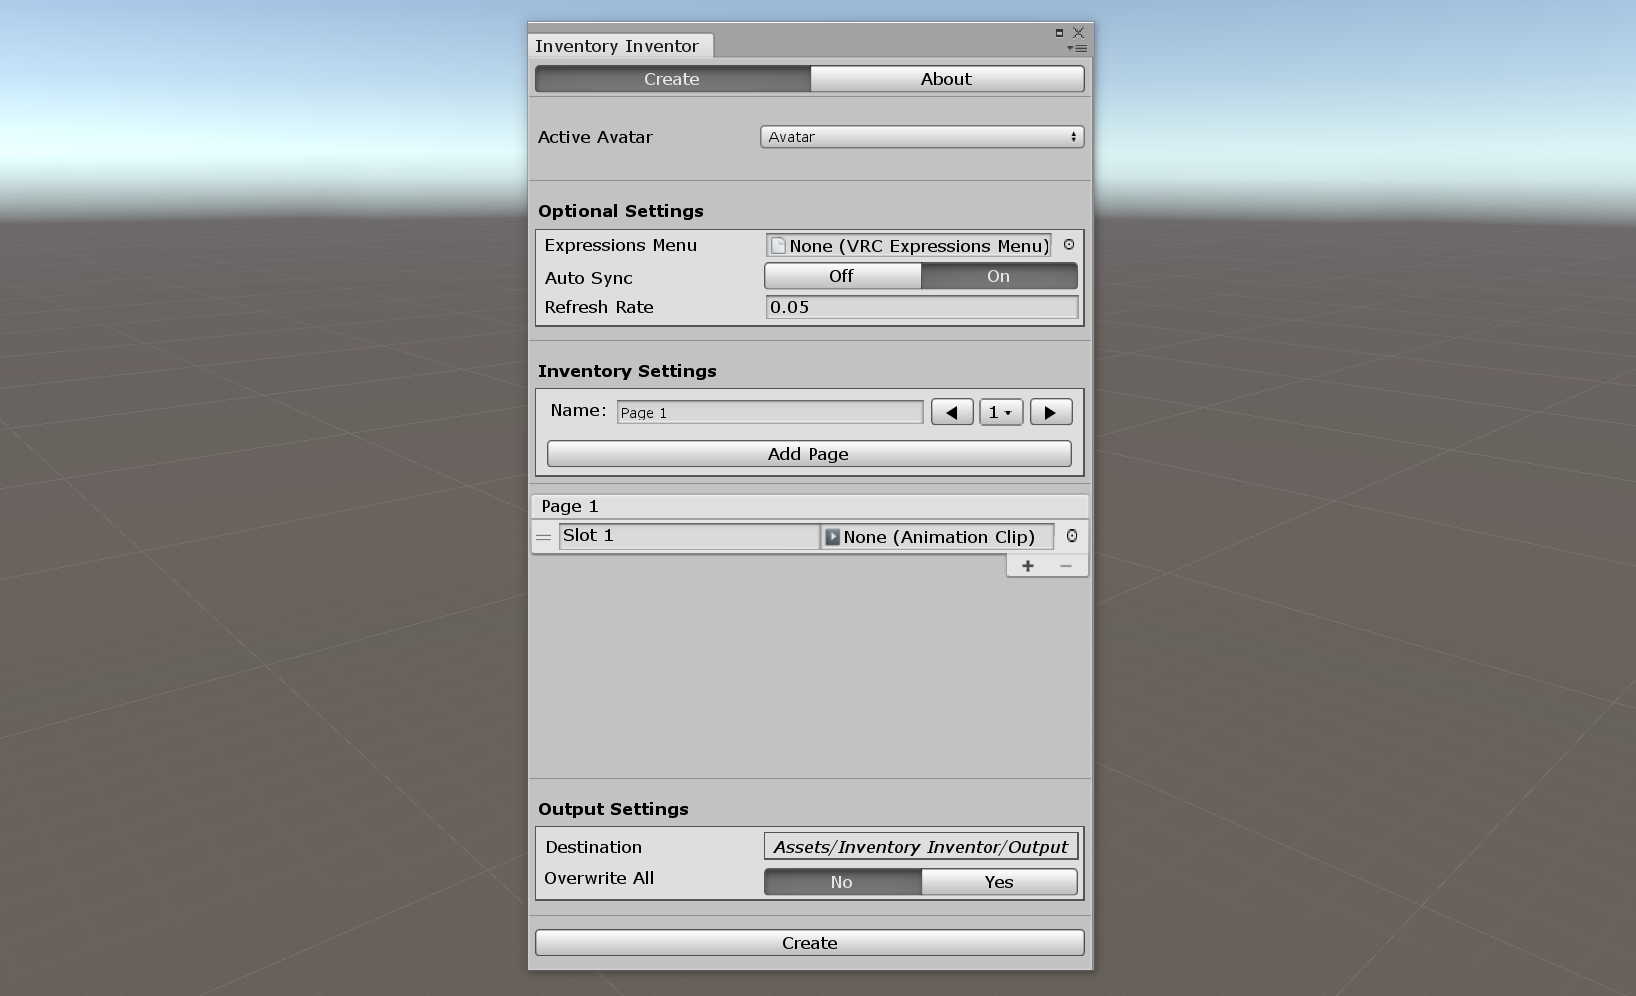 Inventory Inventor
Create About
Active Avatar Avatar
Optional Settings
Expressions Menu None (VRC Expressions Menu)
Auto Sync Off On
Refresh Rate 0.05
Inventory Settings
Name: Page 1 1
Add Page
Page 1
Slot 1 None (Animation Clip)
Output Settings
Destination Assets/Inventory Inventor/Output
Overwrite All No Yes
Create